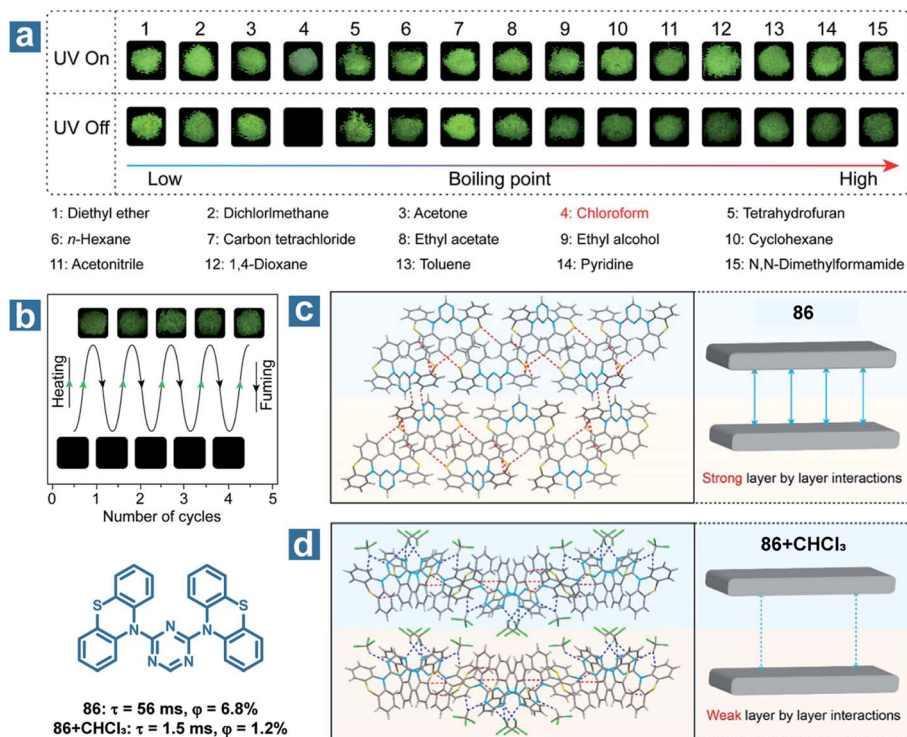 a
1 2 3 4 5 6 7 8 9 10 11 12 13 14 15
UV On
UV Off
Low Boiling point High
1: Diethyl ether 2: Dichlorlmethane 3: Acetone 4: Chloroform 5: Tetrahydrofuran
6: n-Hexane 7: Carbon tetrachloride 8: Ethyl acetate 9: Ethyl alcohol 10: Cyclohexane
11: Acetonitrile 12: 1,4-Dioxane 13: Toluene 14: Pyridine 15: N,N-Dimethylformamide
b
Heating
Fuming
0 1 2 3 4 5
Number of cycles
S S
N N
N N
N
86: τ = 56 ms, φ = 6.8%
86+CHCl₃: τ = 1.5 ms, φ = 1.2%
c
86
Strong layer by layer interactions
d
86+CHCl₃
Weak layer by layer interactions